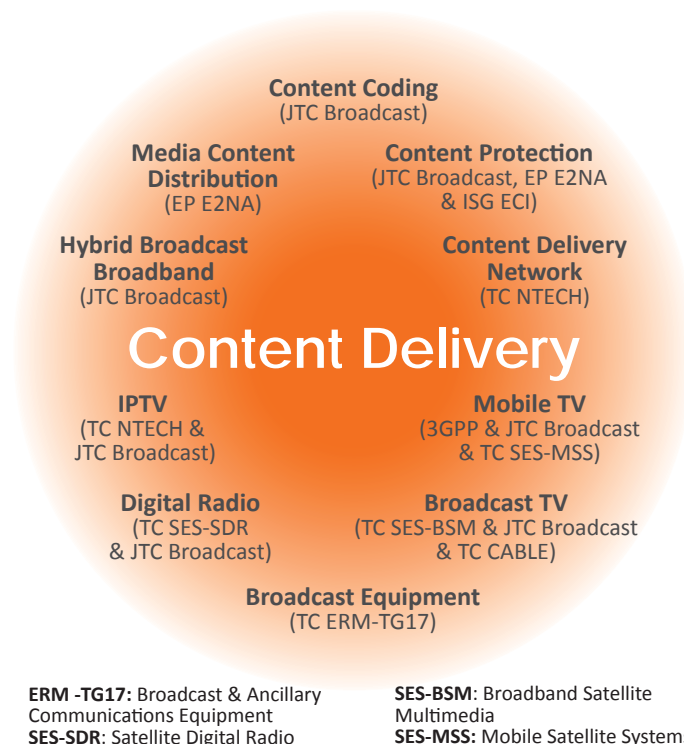 Content Coding
(JTC Broadcast)
Media Content
Distribution
(EP E2NA)
Content Protection
(JTC Broadcast, EP E2NA
& ISG ECI)
Hybrid Broadcast
Broadband
(JTC Broadcast)
Content Delivery
Network
(TC NTECH)
Content Delivery
IPTV
(TC NTECH &
JTC Broadcast)
Mobile TV
(3GPP & JTC Broadcast
& TC SES-MSS)
Digital Radio
(TC SES-SDR
& JTC Broadcast)
Broadcast TV
(TC SES-BSM & JTC Broadcast
& TC CABLE)
Broadcast Equipment
(TC ERM-TG17)
ERM -TG17: Broadcast & Ancillary
Communications Equipment
SES-SDR: Satellite Digital Radio
SES-BSM: Broadband Satellite
Multimedia
SES-MSS: Mobile Satellite System